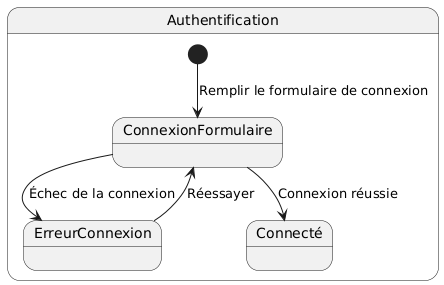 Authentification
Remplir le formulaire de connexion
ConnexionFormulaire
Échec de la connexion
Réessayer
Connexion réussie
ErreurConnexion
Connecté